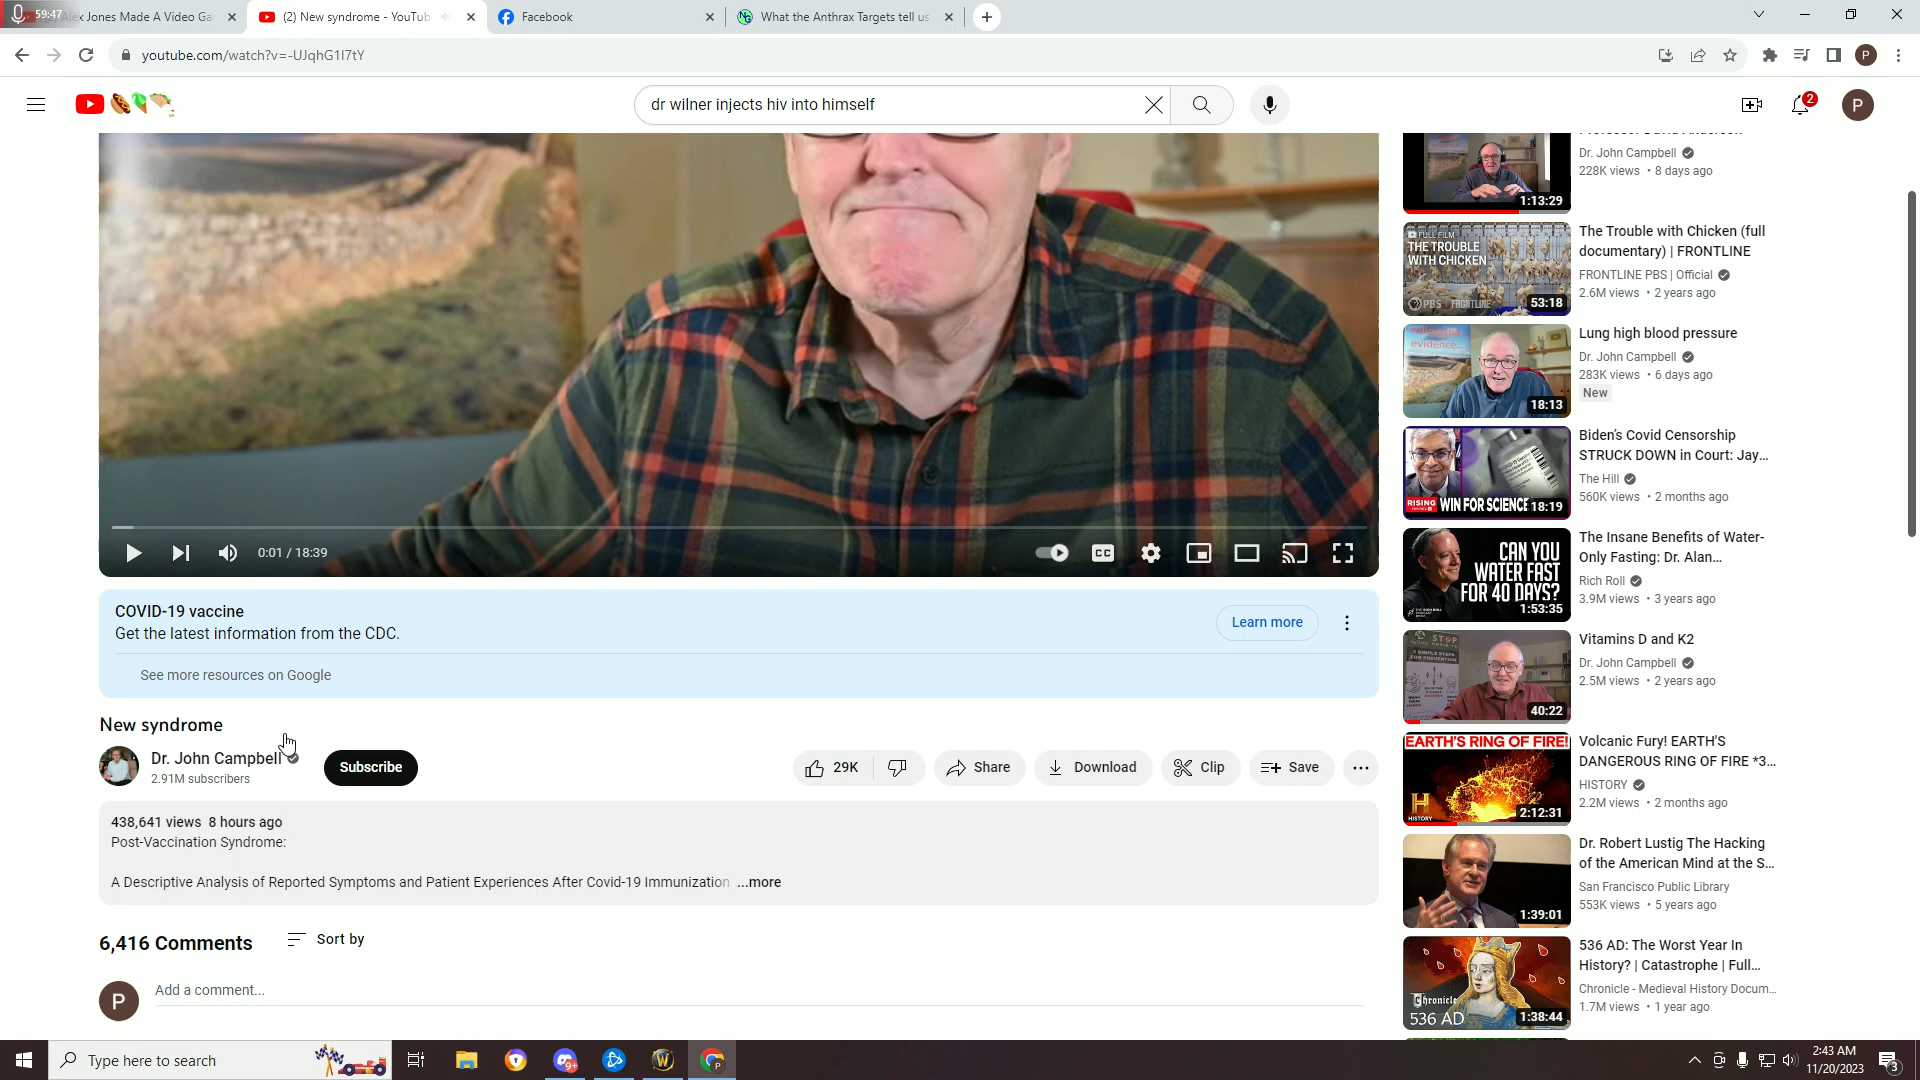 59:47
lex Jones Made A Video Ga
(2) New syndrome - YouTub
Facebook
What the Anthrax Targets tell us
youtube.com/watch?v=-UJqhG1I7tY
P
dr wilner injects hiv into himself
2
P
0:01 / 18:39
CC
COVID-19 vaccine
Get the latest information from the CDC.
Learn more
See more resources on Google
New syndrome
Dr. John Campbell
2.91M subscribers
Subscribe
29K
Share
Download
Clip
Save
438,641 views 8 hours ago
Post-Vaccination Syndrome:
A Descriptive Analysis of Reported Symptoms and Patient Experiences After Covid-19 Immunization ...more
6,416 Comments
Sort by
P
Add a comment...
1:13:29
Dr. John Campbell
228K views • 8 days ago
FULL FILM
THE TROUBLE
WITH CHICKEN
PBS FRONTLINE
53:18
The Trouble with Chicken (full
documentary) | FRONTLINE
FRONTLINE PBS | Official
2.6M views • 2 years ago
evidence...
18:13
Lung high blood pressure
Dr. John Campbell
283K views • 6 days ago
New
RISING
WIN FOR SCIENCE
18:19
Biden's Covid Censorship
STRUCK DOWN in Court: Jay...
The Hill
560K views • 2 months ago
CAN YOU
WATER FAST
FOR 40 DAYS?
1:53:35
The Insane Benefits of Water-
Only Fasting: Dr. Alan...
Rich Roll
3.9M views • 3 years ago
STOP
40:22
Vitamins D and K2
Dr. John Campbell
2.5M views • 2 years ago
EARTH'S RING OF FIRE!
H
HISTORY
2:12:31
Volcanic Fury! EARTH'S
DANGEROUS RING OF FIRE *3...
HISTORY
2.2M views • 2 months ago
1:39:01
Dr. Robert Lustig The Hacking
of the American Mind at the S...
San Francisco Public Library
553K views • 5 years ago
Chronicle
536 AD
1:38:44
536 AD: The Worst Year In
History? | Catastrophe | Full...
Chronicle - Medieval History Docum...
1.7M views • 1 year ago
Type here to search
9+
W
P
2:43 AM
11/20/2023
3